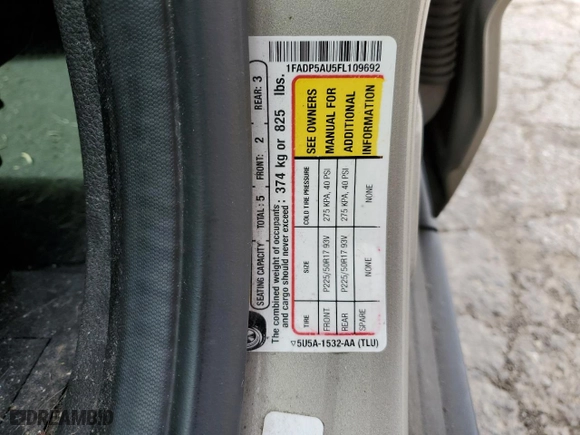 1FADP5AU5FL109692
SEATING CAPACITY TOTAL: 5 FRONT: 2 REAR: 3
The combined weight of occupants
and cargo should never exceed: 374 kg or 825 lbs.
TIRE SIZE COLD TIRE PRESSURE SEE OWNERS
FRONT P225/50R17 93V 275 KPA, 40 PSI MANUAL FOR
REAR P225/50R17 93V 275 KPA, 40 PSI ADDITIONAL
SPARE NONE NONE INFORMATION
5U5A-1532-AA (TLU)
© DREAMBID